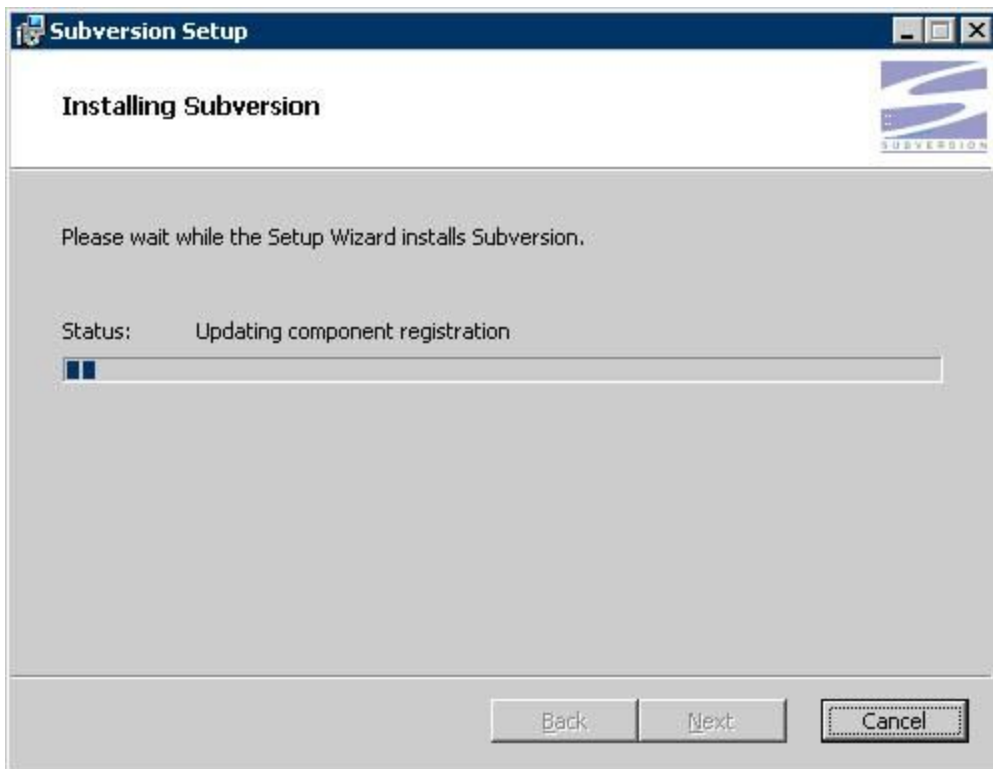 Subversion Setup
Installing Subversion
SUBVERSION
Please wait while the Setup Wizard installs Subversion.
Status: Updating component registration
Back Next Cancel